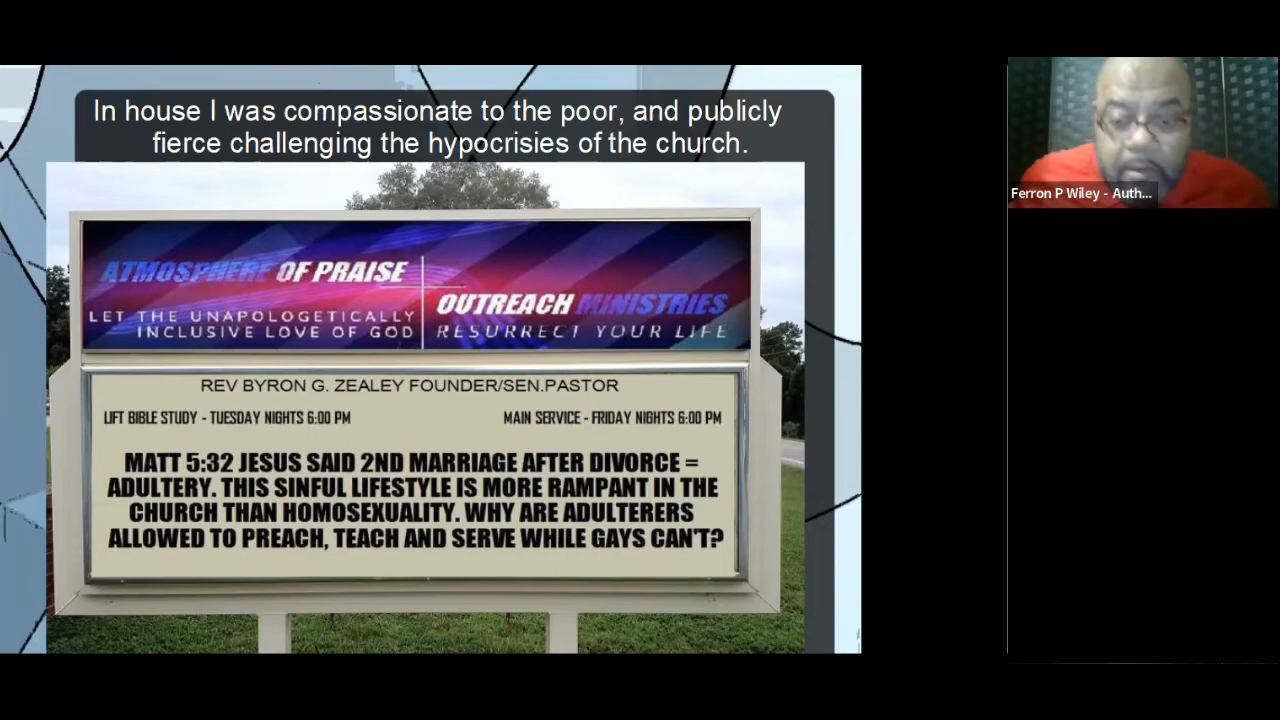 In house I was compassionate to the poor, and publicly
fierce challenging the hypocrisies of the church.
ATMOSPHERE OF PRAISE
LET THE UNAPOLOGETICALLY
INCLUSIVE LOVE OF GOD
OUTREACH MINISTRIES
RESURRECT YOUR LIFE
REV BYRON G. ZEALEY FOUNDER/SEN.PASTOR
LIFT BIBLE STUDY - TUESDAY NIGHTS 6:00 PM
MAIN SERVICE - FRIDAY NIGHTS 6:00 PM
MATT 5:32 JESUS SAID 2ND MARRIAGE AFTER DIVORCE =
ADULTERY. THIS SINFUL LIFESTYLE IS MORE RAMPANT IN THE
CHURCH THAN HOMOSEXUALITY. WHY ARE ADULTERERS
ALLOWED TO PREACH, TEACH AND SERVE WHILE GAYS CAN'T?
Ferron P Wiley - Auth...